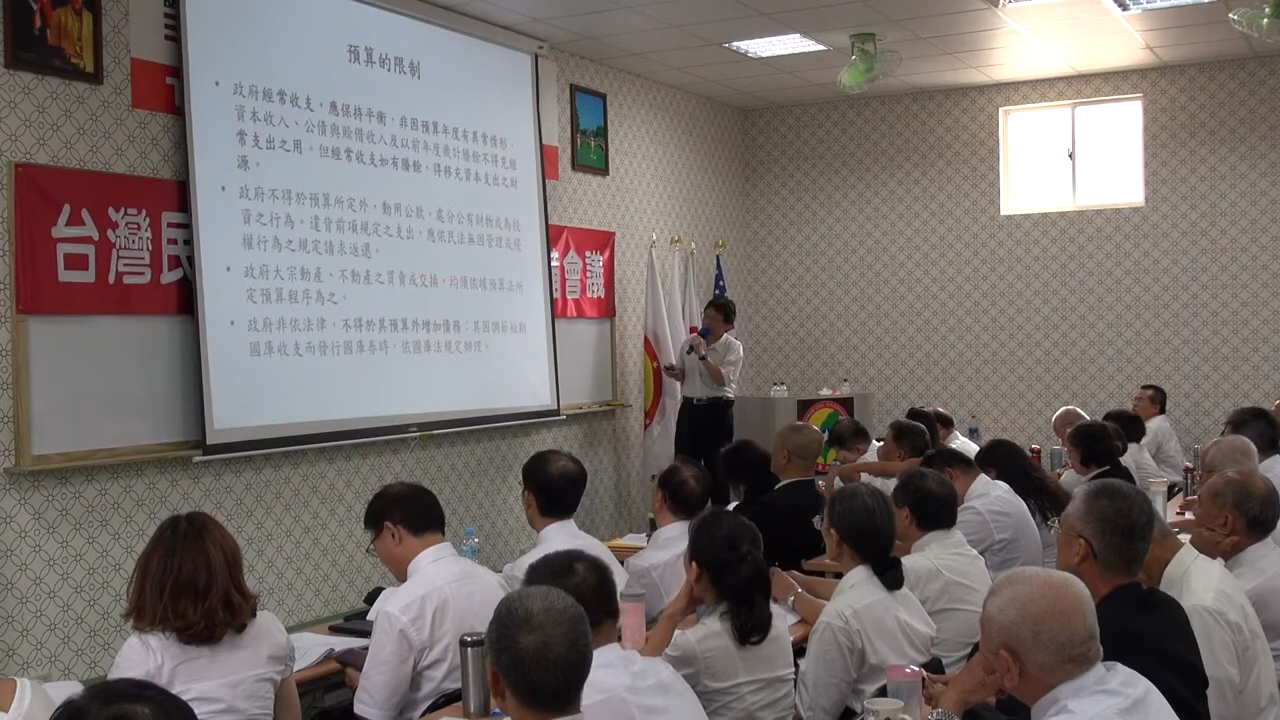 預算的限制
• 政府經常收支，應保持平衡，非因預算年度有異常情形，
資本收入、公債與賒借收入及以前年度歲計賸餘不得充經
常支出之用。但經常收支如有賸餘，得移充資本支出之財
源。
• 政府不得於預算所定外，動用公款、處分公有財物或為投
資之行為。違背前項規定之支出，應依民法無因管理或侵
權行為之規定請求返還。
• 政府大宗動產、不動產之買賣或交換，均須依據預算法所
定預算程序為之。
• 政府非依法律，不得於其預算外增加債務；其因調節短期
國庫收支而發行國庫券時，依國庫法規定辦理。
台灣民
會議